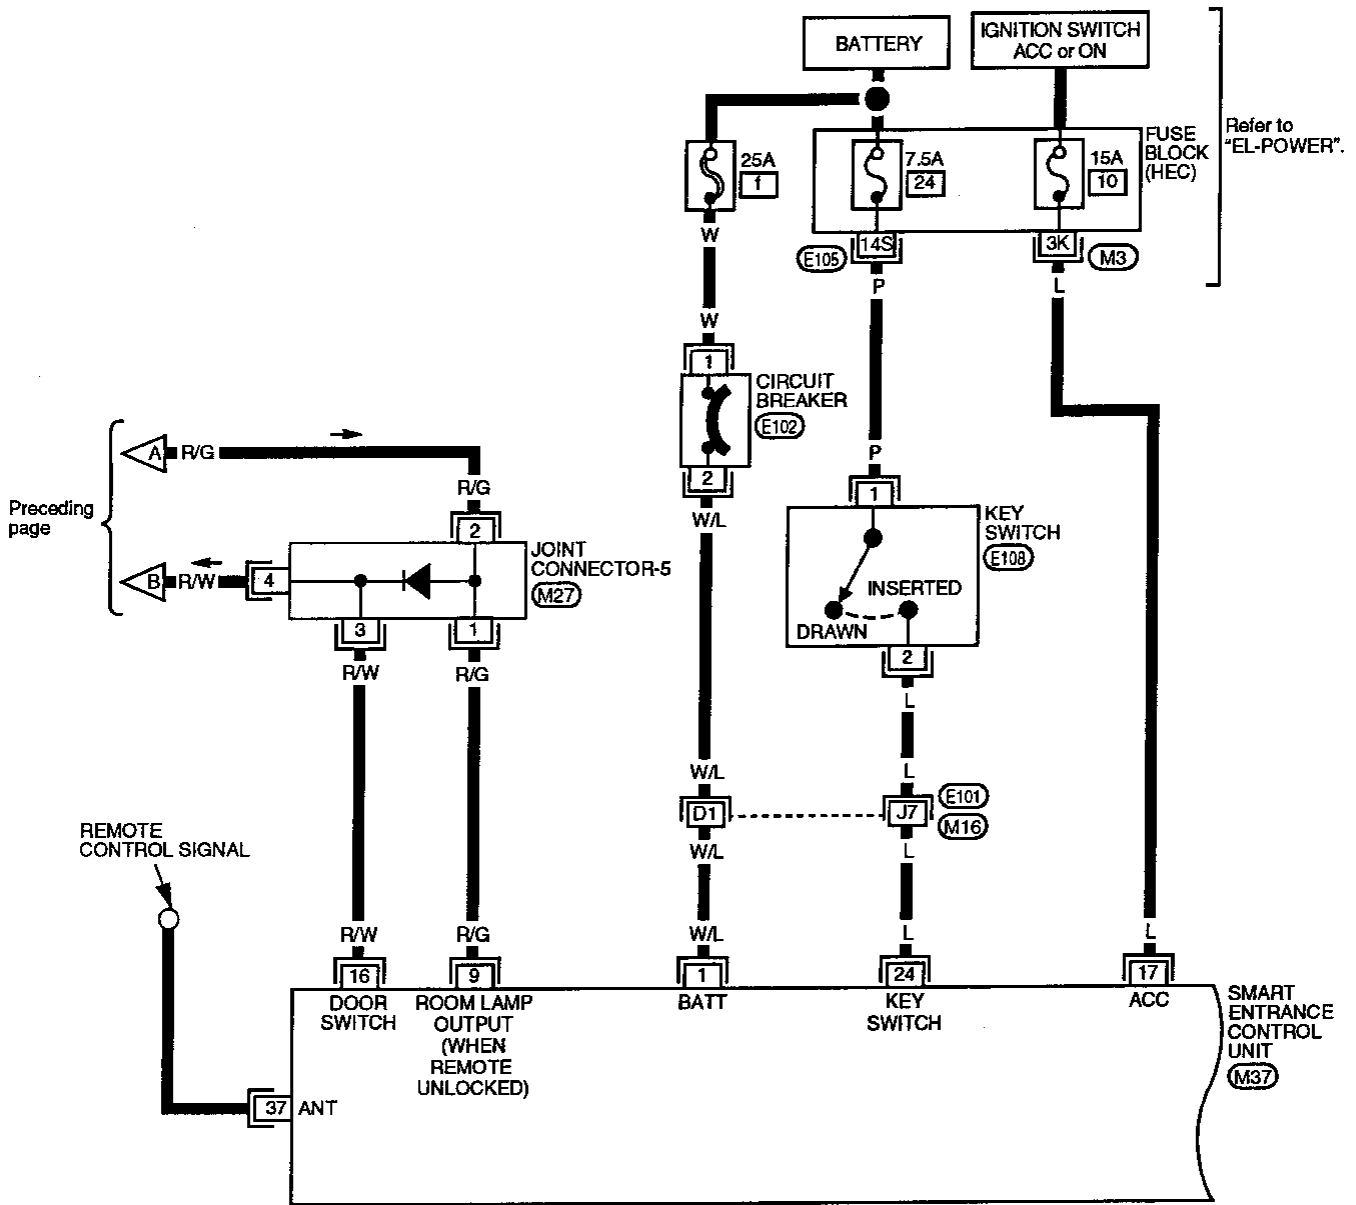 BATTERY
IGNITION SWITCH
ACC or ON
Refer to
"EL-POWER".
FUSE
BLOCK
(HEC)
25A
1
7.5A
24
15A
10
W
14S
E105
3K
M3
P
L
W
1
CIRCUIT
BREAKER
E102
2
W/L
P
1
KEY
SWITCH
E108
INSERTED
DRAWN
2
L
A
R/G
R/G
Preceding
page
2
JOINT
CONNECTOR-5
M27
B
R/W
4
3
1
R/W
R/G
W/L
L
D1
J7
E101
M16
W/L
L
REMOTE
CONTROL SIGNAL
R/W
R/G
W/L
L
L
16
9
1
24
17
DOOR
SWITCH
ROOM LAMP
OUTPUT
(WHEN
REMOTE
UNLOCKED)
BATT
KEY
SWITCH
ACC
SMART
ENTRANCE
CONTROL
UNIT
M37
37
ANT